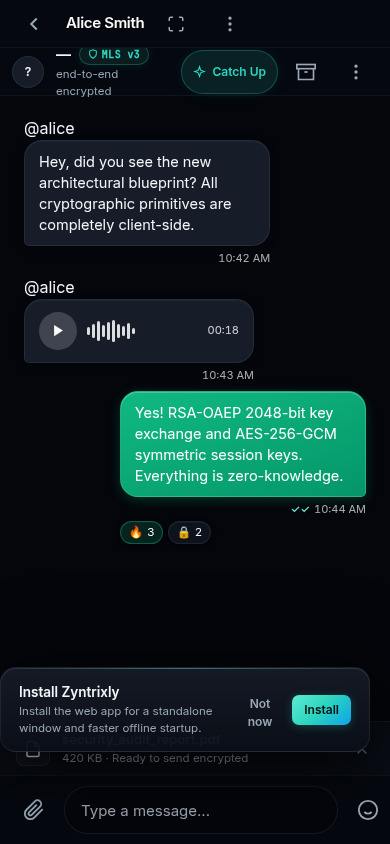 Alice Smith
?
—
MLS v3
end-to-end
encrypted
Catch Up
@alice
Hey, did you see the new
architectural blueprint? All
cryptographic primitives are
completely client-side.
10:42 AM
@alice
00:18
10:43 AM
Yes! RSA-OAEP 2048-bit key
exchange and AES-256-GCM
symmetric session keys.
Everything is zero-knowledge.
10:44 AM
🔥 3
🔒 2
Install Zyntrixly
Install the web app for a standalone
window and faster offline startup.
Not
now
Install
security_audit_report.pdf
420 KB · Ready to send encrypted
Type a message...